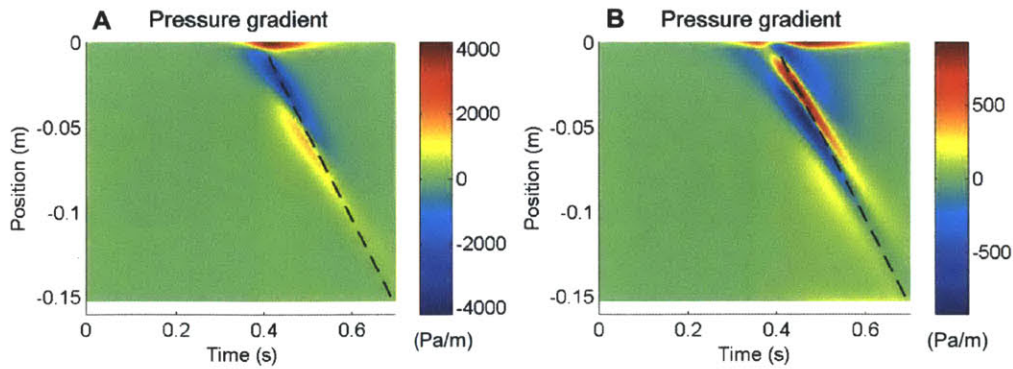 A Pressure gradient
Position (m)
0
-0.05
-0.1
-0.15
0 0.2 0.4 0.6
Time (s)
4000
2000
0
-2000
-4000
(Pa/m)
B Pressure gradient
Position (m)
0
-0.05
-0.1
-0.15
0 0.2 0.4 0.6
Time (s)
500
0
-500
(Pa/m)